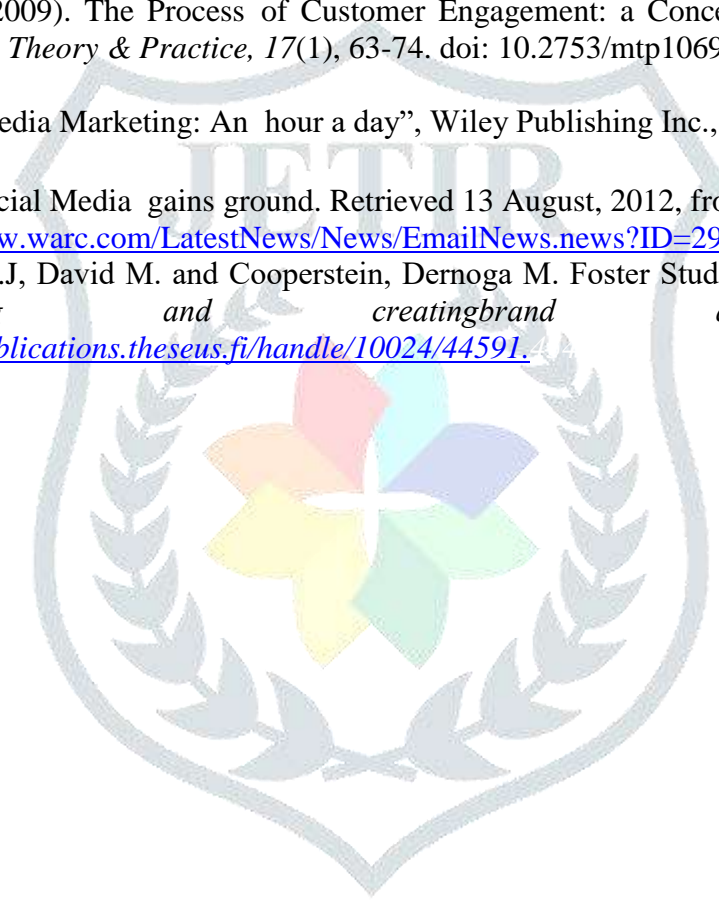 2009). The Process of Customer Engagement: a Conce
Theory & Practice, 17(1), 63-74. doi: 10.2753/mtp1069
edia Marketing: An hour a day”, Wiley Publishing Inc.,
JETIR
cial Media gains ground. Retrieved 13 August, 2012, fro
w.warc.com/LatestNews/News/EmailNews.news?ID=29
.J, David M. and Cooperstein, Dernoga M. Foster Stud
and creatingbrand
blications.theseus.fi/handle/10024/44591.